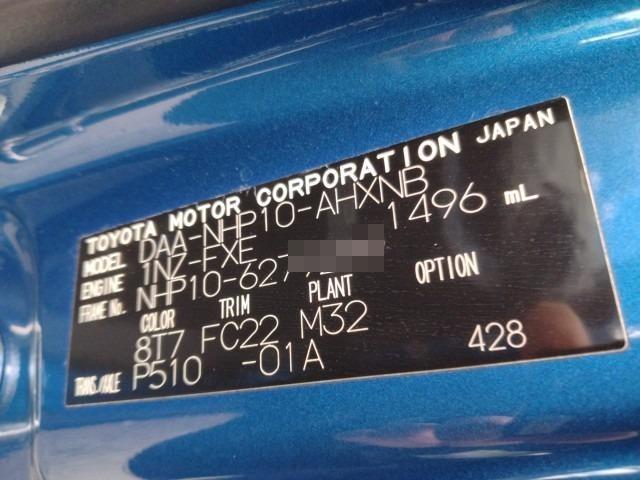 TOYOTA MOTOR CORPORATION JAPAN
MODEL DAA-NHP10-AHXNB
ENGINE 1NZ-FXE 1496 mL
FRAME No. NHP10-6277
COLOR TRIM PLANT OPTION
8T7 FC22 M32
TRANS./AXLE P510 -01A 428